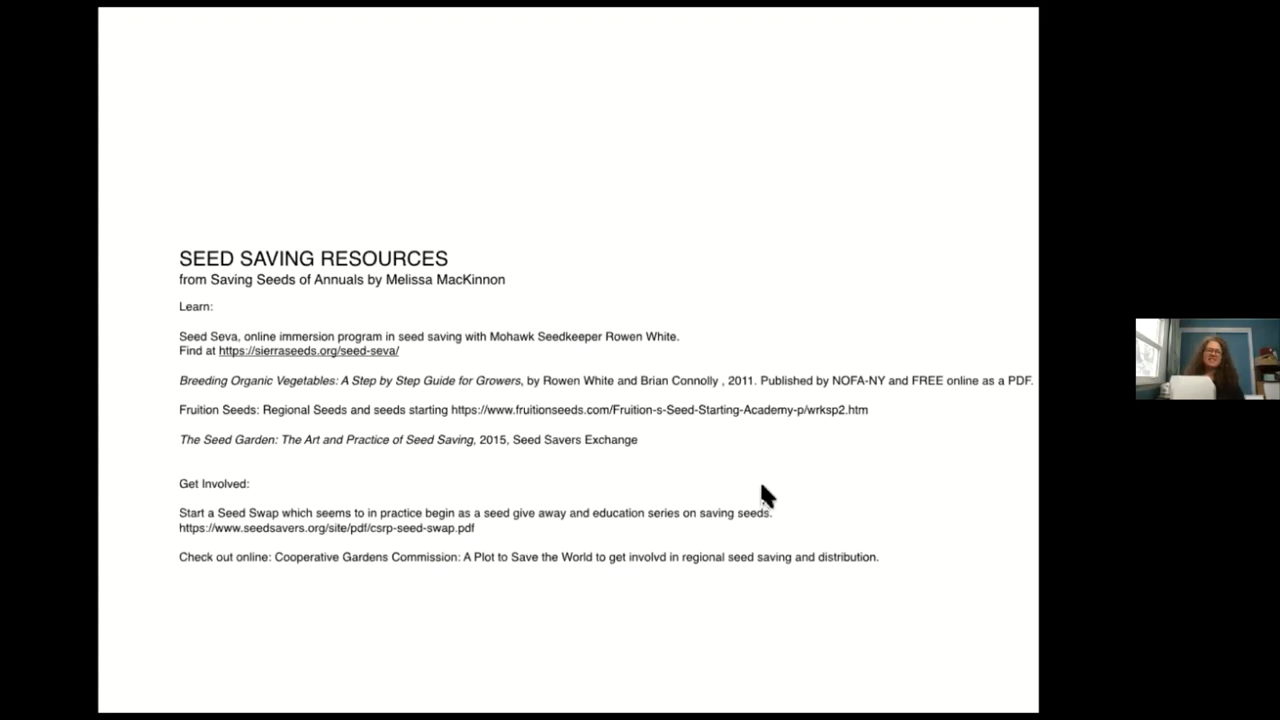 SEED SAVING RESOURCES
from Saving Seeds of Annuals by Melissa MacKinnon
Learn:
Seed Seva, online immersion program in seed saving with Mohawk Seedkeeper Rowen White.
Find at https://sierraseeds.org/seed-seva/
Breeding Organic Vegetables: A Step by Step Guide for Growers, by Rowen White and Brian Connolly , 2011. Published by NOFA-NY and FREE online as a PDF.
Fruition Seeds: Regional Seeds and seeds starting https://www.fruitionseeds.com/Fruition-s-Seed-Starting-Academy-p/wrksp2.htm
The Seed Garden: The Art and Practice of Seed Saving, 2015, Seed Savers Exchange
Get Involved:
Start a Seed Swap which seems to in practice begin as a seed give away and education series on saving seeds.
https://www.seedsavers.org/site/pdf/csrp-seed-swap.pdf
Check out online: Cooperative Gardens Commission: A Plot to Save the World to get involvd in regional seed saving and distribution.